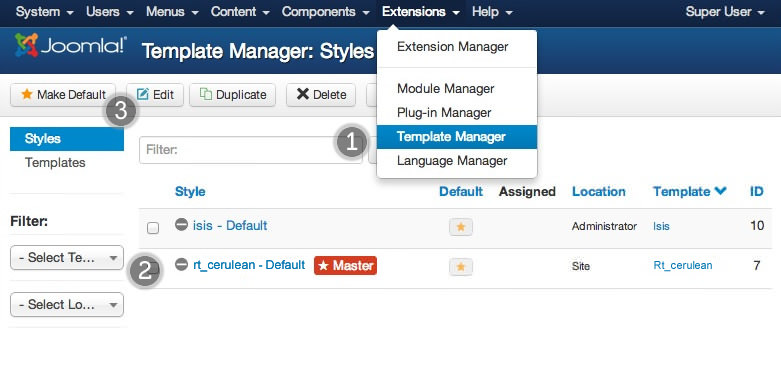 System Users Menus Content Components Extensions Help Super User
Joomla! Template Manager: Styles
Extension Manager
Make Default 3 Edit Duplicate Delete
Module Manager
Plug-in Manager
Styles
Template Manager
Filter: 1
Templates
Language Manager
Style Default Assigned Location Template ID
Filter:
isis - Default Administrator Isis 10
- Select Te...
2 rt_cerulean - Default Master Site Rt_cerulean 7
- Select Lo...